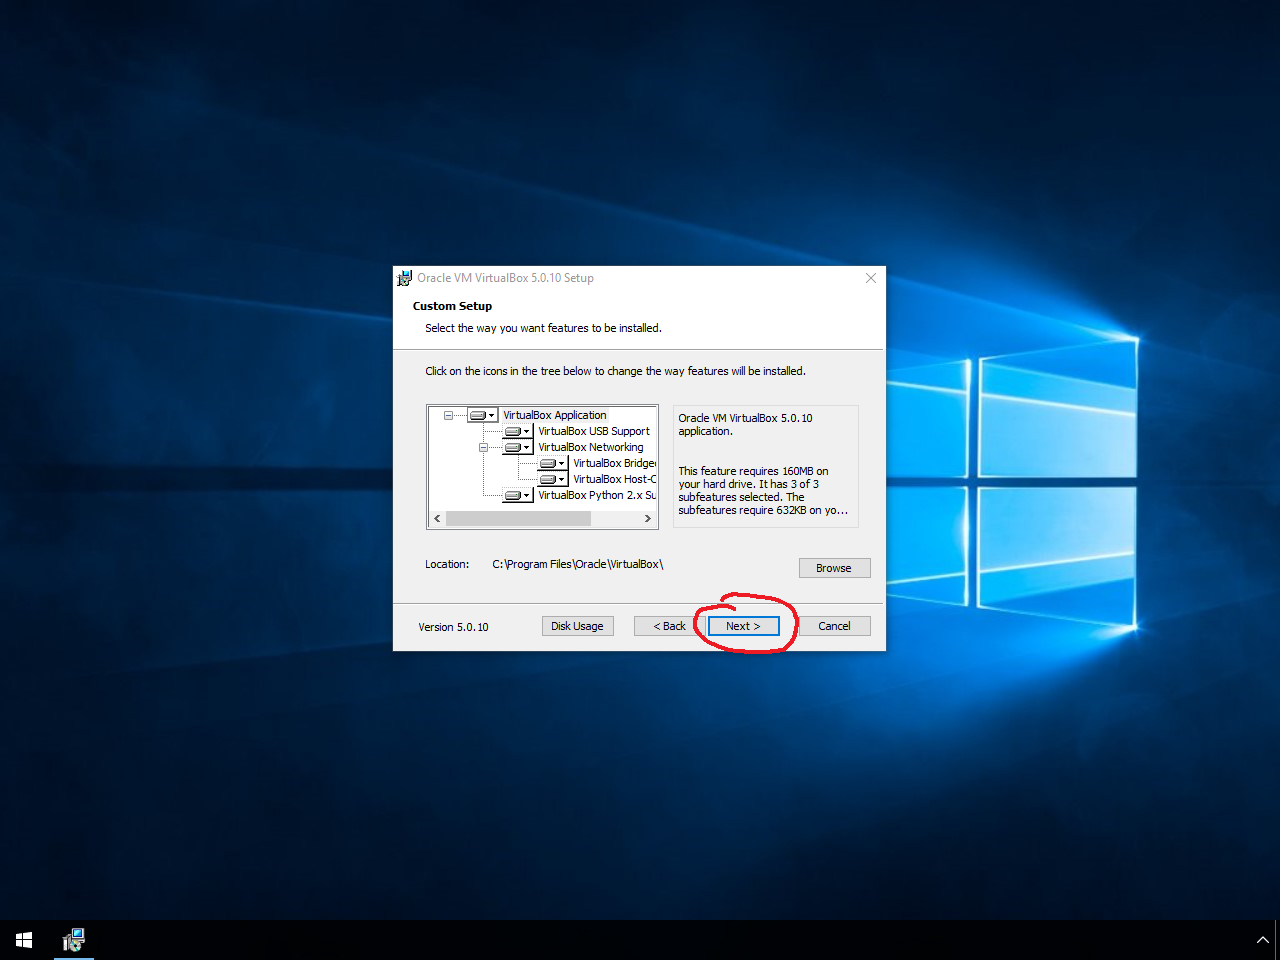 Oracle VM VirtualBox 5.0.10 Setup
Custom Setup
Select the way you want features to be installed.
Click on the icons in the tree below to change the way features will be installed.
VirtualBox Application
VirtualBox USB Support
VirtualBox Networking
VirtualBox Bridge
VirtualBox Host-
VirtualBox Python 2.x Su
Oracle VM VirtualBox 5.0.10
application.
This feature requires 160MB on
your hard drive. It has 3 of 3
subfeatures selected. The
subfeatures require 632KB on yo...
Location: C:\Program Files\Oracle\VirtualBox\
Browse
Version 5.0.10
Disk Usage
< Back
Next >
Cancel